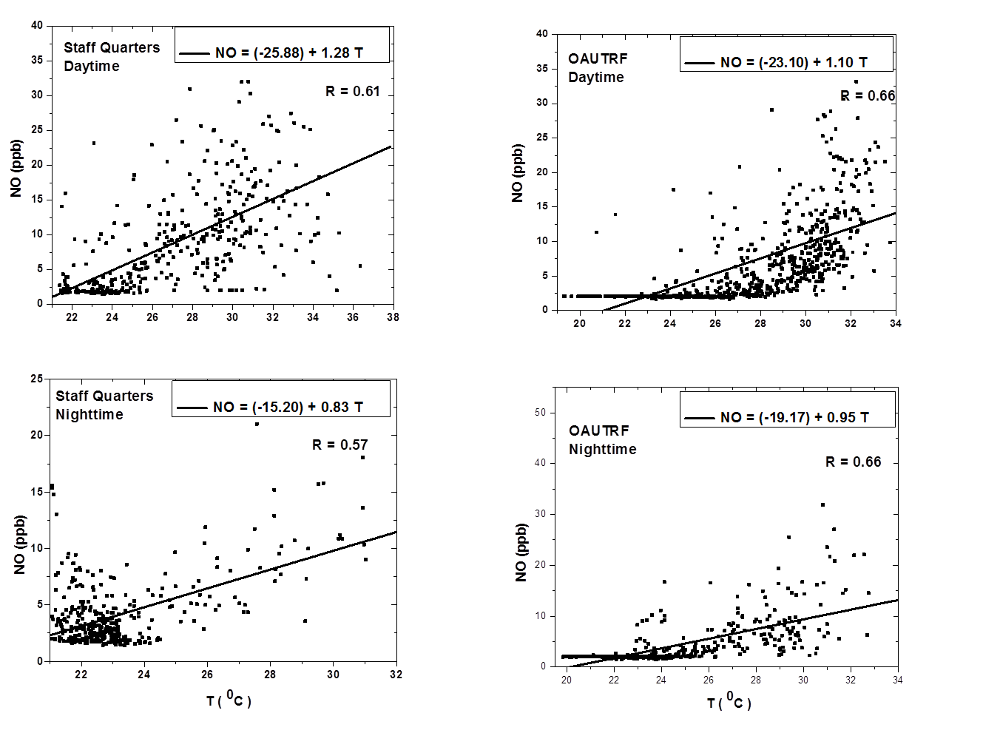 Staff Quarters
Daytime
NO = (-25.88) + 1.28 T
R = 0.61
NO (ppb)
40
35
30
25
20
15
10
5
0
22 24 26 28 30 32 34 36 38
OAUTRF
Daytime
NO = (-23.10) + 1.10 T
R = 0.66
NO (ppb)
40
35
30
25
20
15
10
5
0
20 22 24 26 28 30 32 34
Staff Quarters
Nighttime
NO = (-15.20) + 0.83 T
R = 0.57
NO (ppb)
25
20
15
10
5
0
22 24 26 28 30 32
T ( 0C )
OAUTRF
Nighttime
NO = (-19.17) + 0.95 T
R = 0.66
NO (ppb)
50
40
30
20
10
0
20 22 24 26 28 30 32 34
T ( 0C )